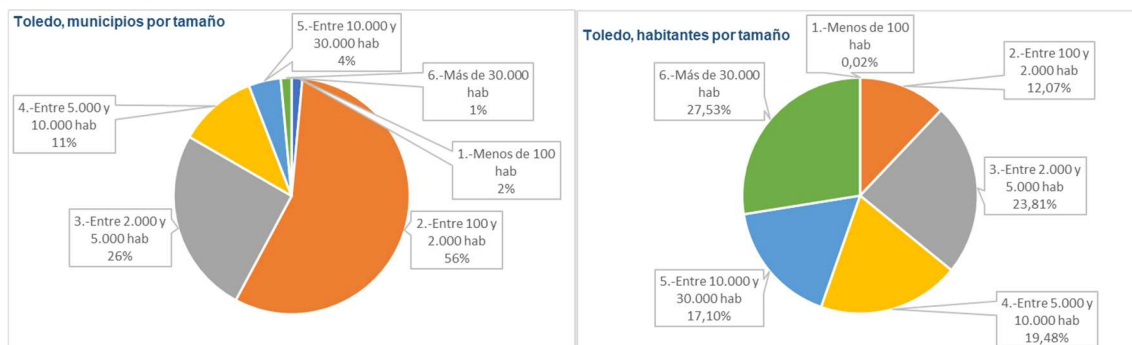 Toledo, municipios por tamaño
5.-Entre 10.000 y
30.000 hab
4%
6.-Más de 30.000
hab
1%
4.-Entre 5.000 y
10.000 hab
11%
1.-Menos de 100
hab
2%
3.-Entre 2.000 y
5.000 hab
26%
2.-Entre 100 y
2.000 hab
56%
Toledo, habitantes por tamaño
1.-Menos de 100
hab
0,02%
2.-Entre 100 y
2.000 hab
12,07%
6.-Más de 30.000
hab
27,53%
3.-Entre 2.000 y
5.000 hab
23,81%
5.-Entre 10.000 y
30.000 hab
17,10%
4.-Entre 5.000 y
10.000 hab
19,48%